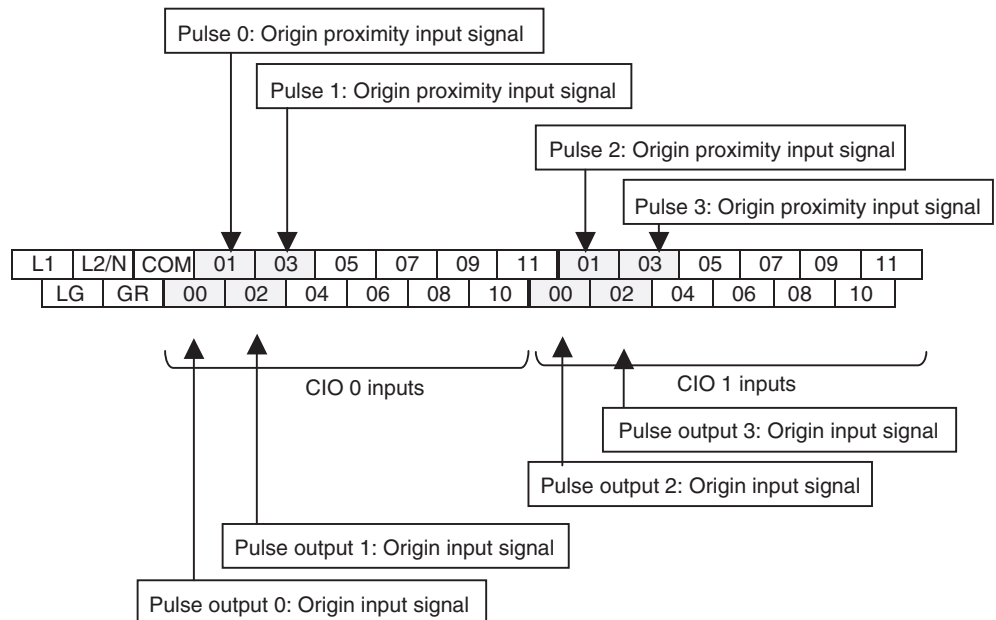 Pulse 0: Origin proximity input signal
Pulse 1: Origin proximity input signal
Pulse 2: Origin proximity input signal
Pulse 3: Origin proximity input signal
L1 L2/N COM 01 03 05 07 09 11 01 03 05 07 09 11
LG GR 00 02 04 06 08 10 00 02 04 06 08 10
CIO 0 inputs CIO 1 inputs
Pulse output 3: Origin input signal
Pulse output 2: Origin input signal
Pulse output 1: Origin input signal
Pulse output 0: Origin input signal